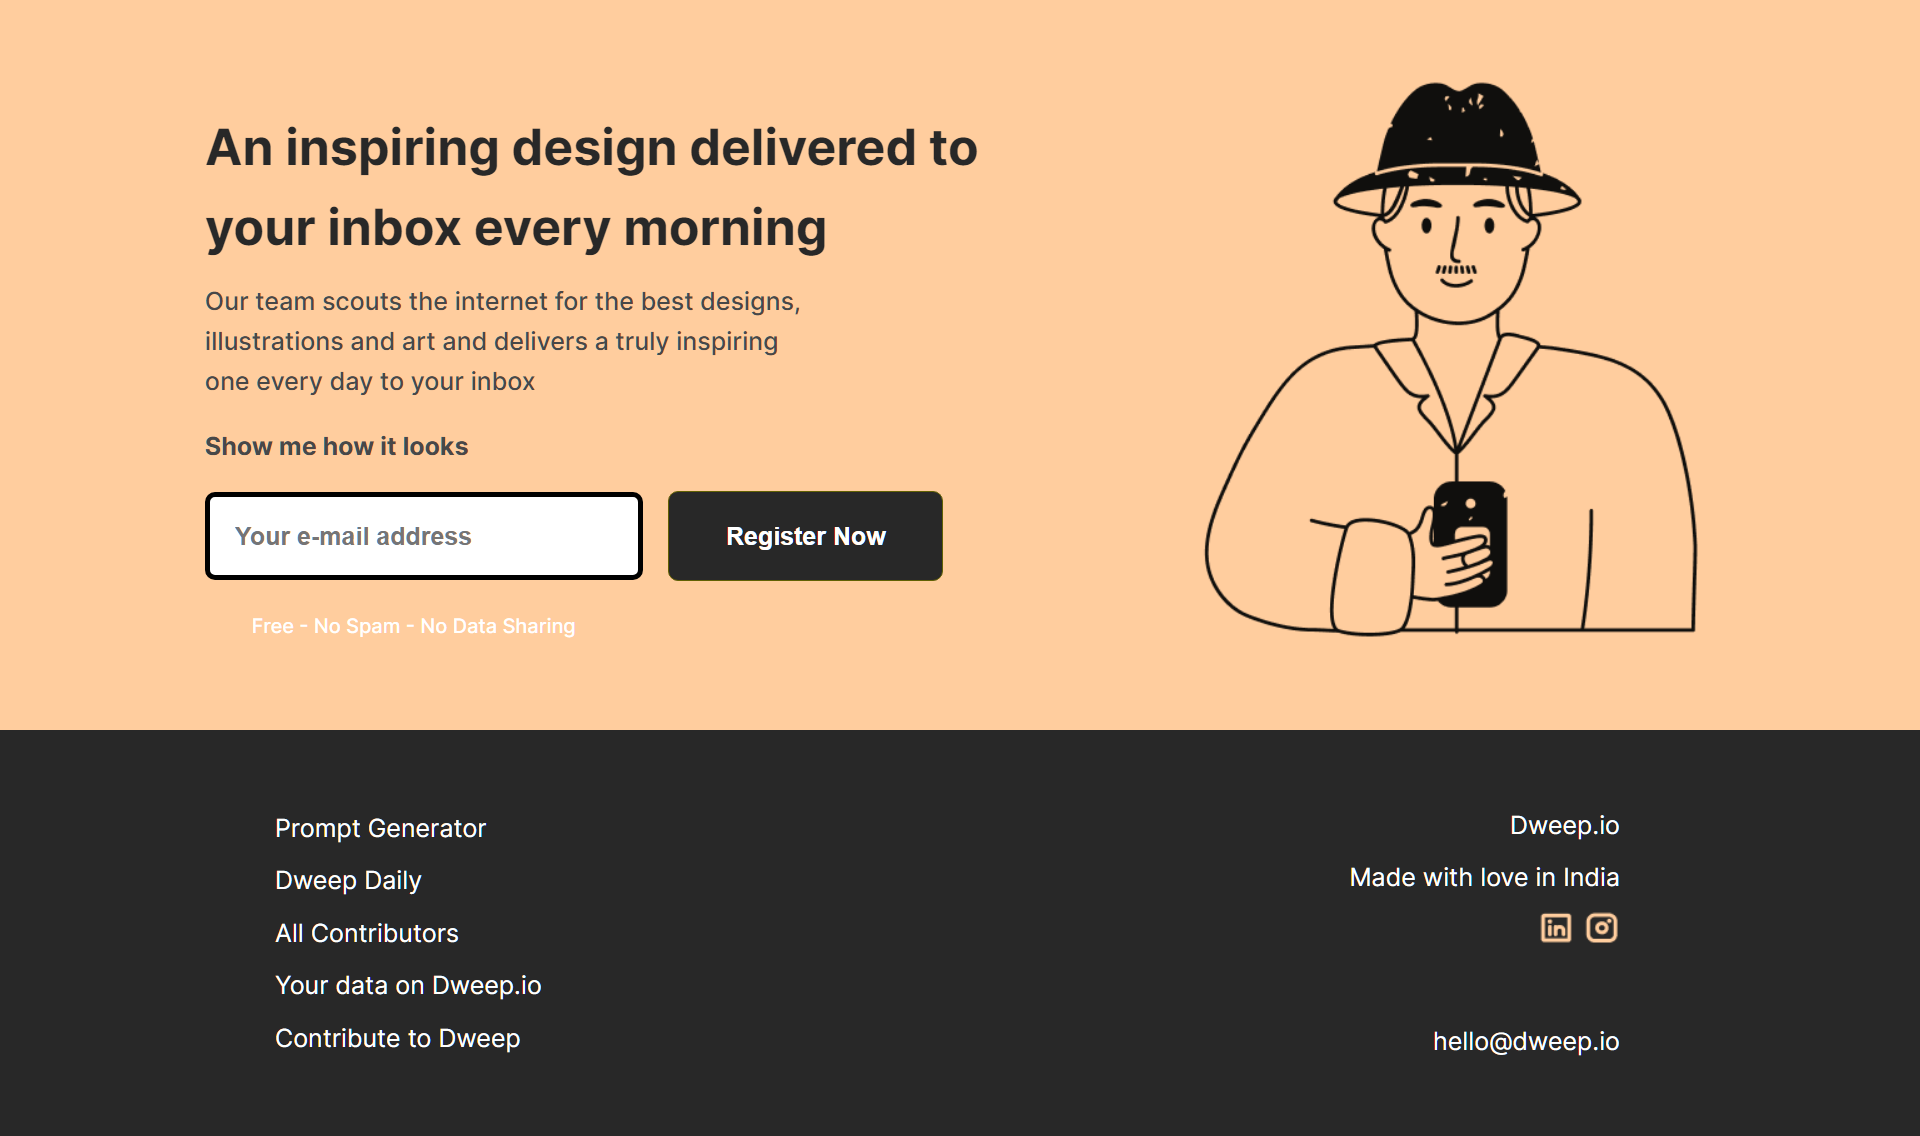 An inspiring design delivered to
your inbox every morning
Our team scouts the internet for the best designs,
illustrations and art and delivers a truly inspiring
one every day to your inbox
Show me how it looks
Your e-mail address
Register Now
Free - No Spam - No Data Sharing
Prompt Generator
Dweep Daily
All Contributors
Your data on Dweep.io
Contribute to Dweep
Dweep.io
Made with love in India
in
hello@dweep.io